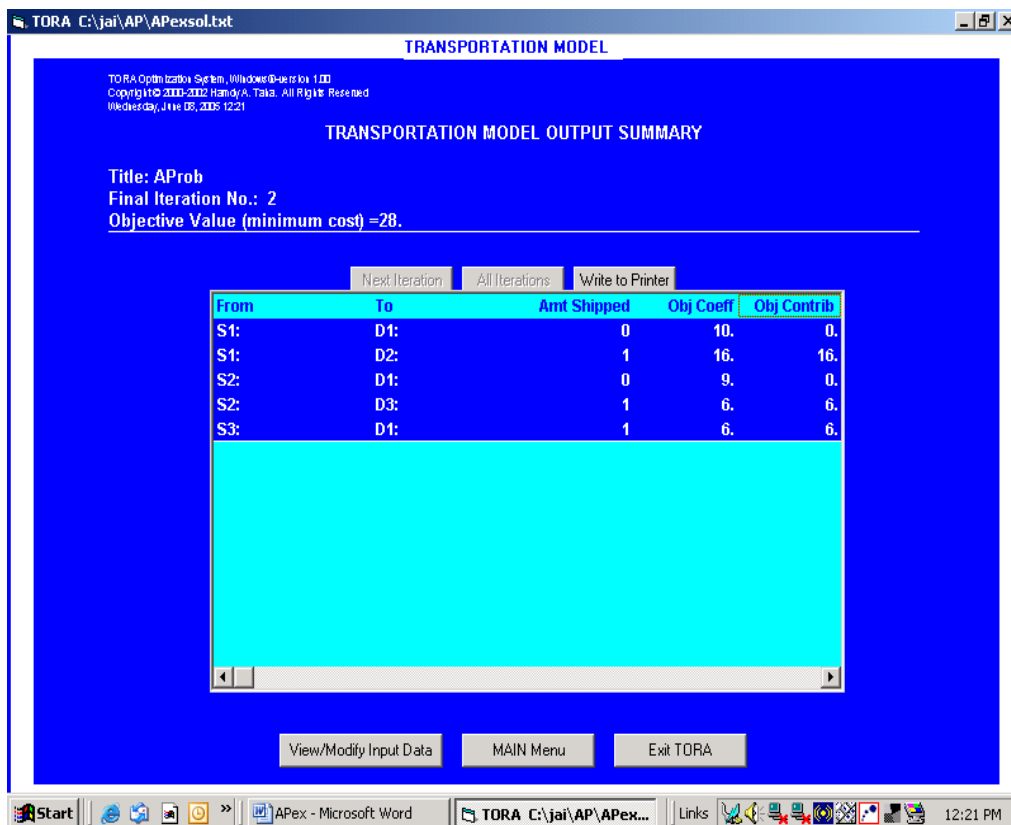 TORA C:\jai\AP\APexsol.txt
TRANSPORTATION MODEL
TORA Optimization System, Windows®-version 1.00
Copyright © 2000-2002 Hamdy A. Taha. All Rights Reserved
Wednesday, June 08, 2005 12:21
TRANSPORTATION MODEL OUTPUT SUMMARY
Title: AProb
Final Iteration No.: 2
Objective Value (minimum cost) =28.
Next Iteration All Iterations Write to Printer
From To Amt Shipped Obj Coeff Obj Contrib
S1: D1: 0 10. 0.
S1: D2: 1 16. 16.
S2: D1: 0 9. 0.
S2: D3: 1 6. 6.
S3: D1: 1 6. 6.
View/Modify Input Data MAIN Menu Exit TORA
Start » APex - Microsoft Word TORA C:\jai\AP\APex... Links 12:21 PM